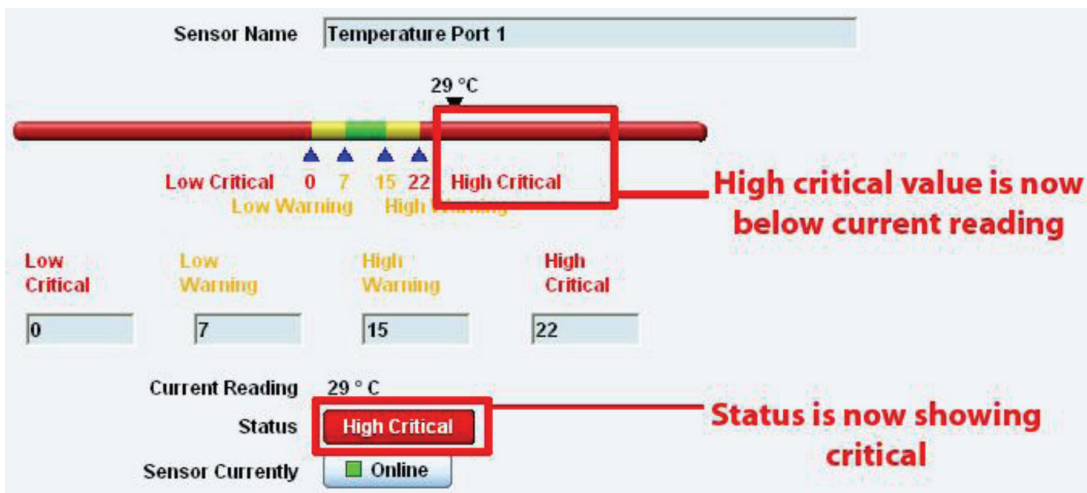 Sensor Name Temperature Port 1
29 °C
Low Critical 0 7 15 22 High Critical
Low Warning High Warning
High critical value is now
below current reading
Low Critical
Low Warning
High Warning
High Critical
0 7 15 22
Current Reading 29 ° C
Status High Critical
Status is now showing
critical
Sensor Currently Online